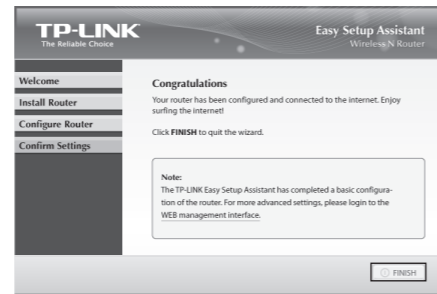 TP-LINK
The Reliable Choice
Easy Setup Assistant
Wireless N Router
Welcome
Install Router
Configure Router
Confirm Settings
Congratulations
Your router has been configured and connected to the internet. Enjoy
surfing the internet!
Click FINISH to quit the wizard.
Note:
The TP-LINK Easy Setup Assistant has completed a basic configura-
tion of the router. For more advanced settings, please login to the
WEB management interface.
FINISH